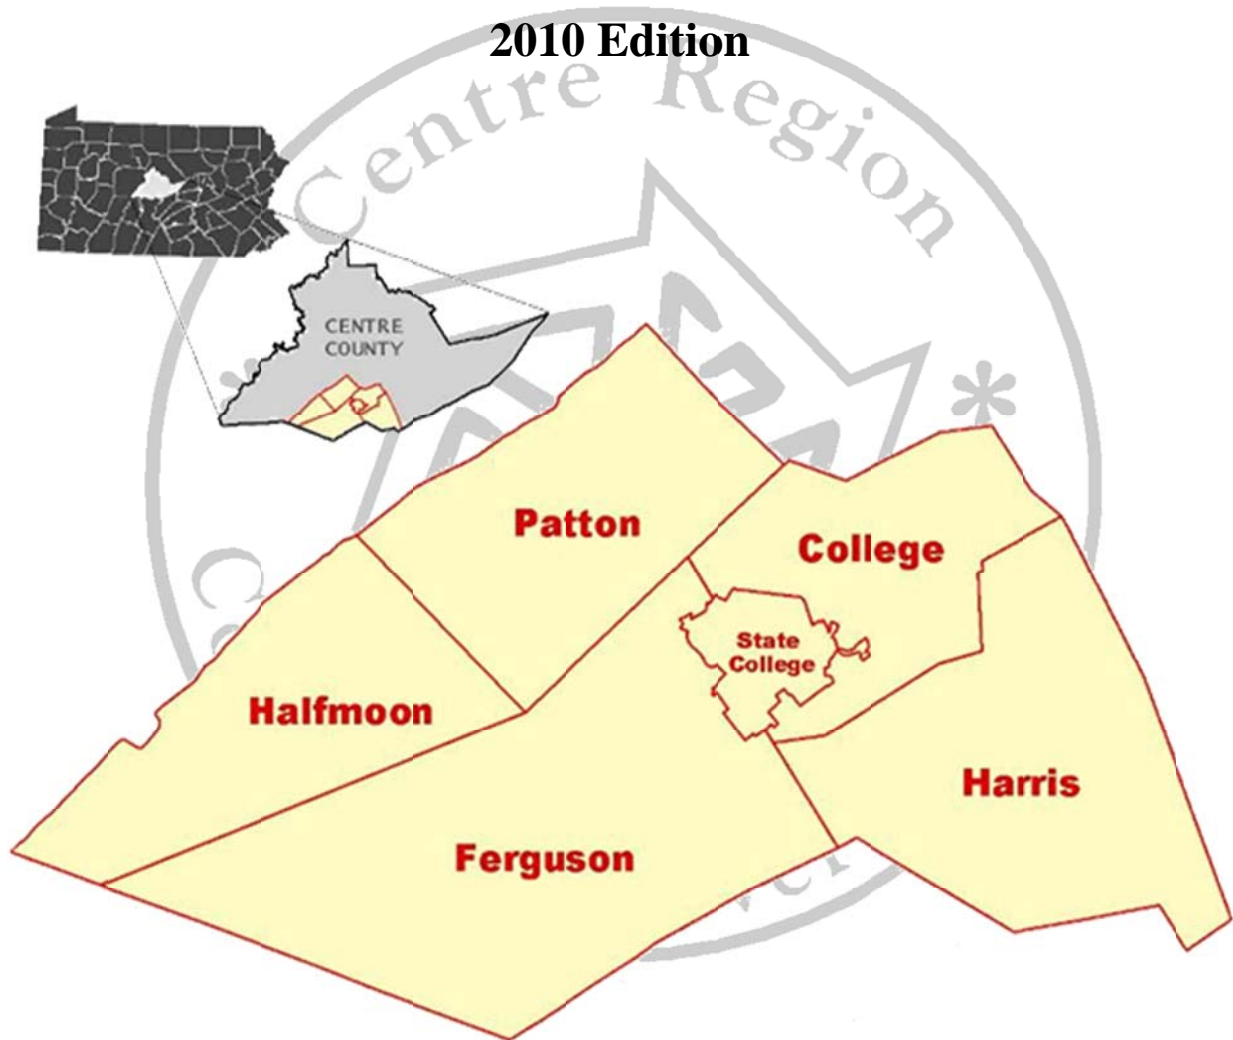 2010 Edition
Centre Region
CENTRE
COUNTY
Patton
College
State
College
Halfmoon
Harris
Ferguson